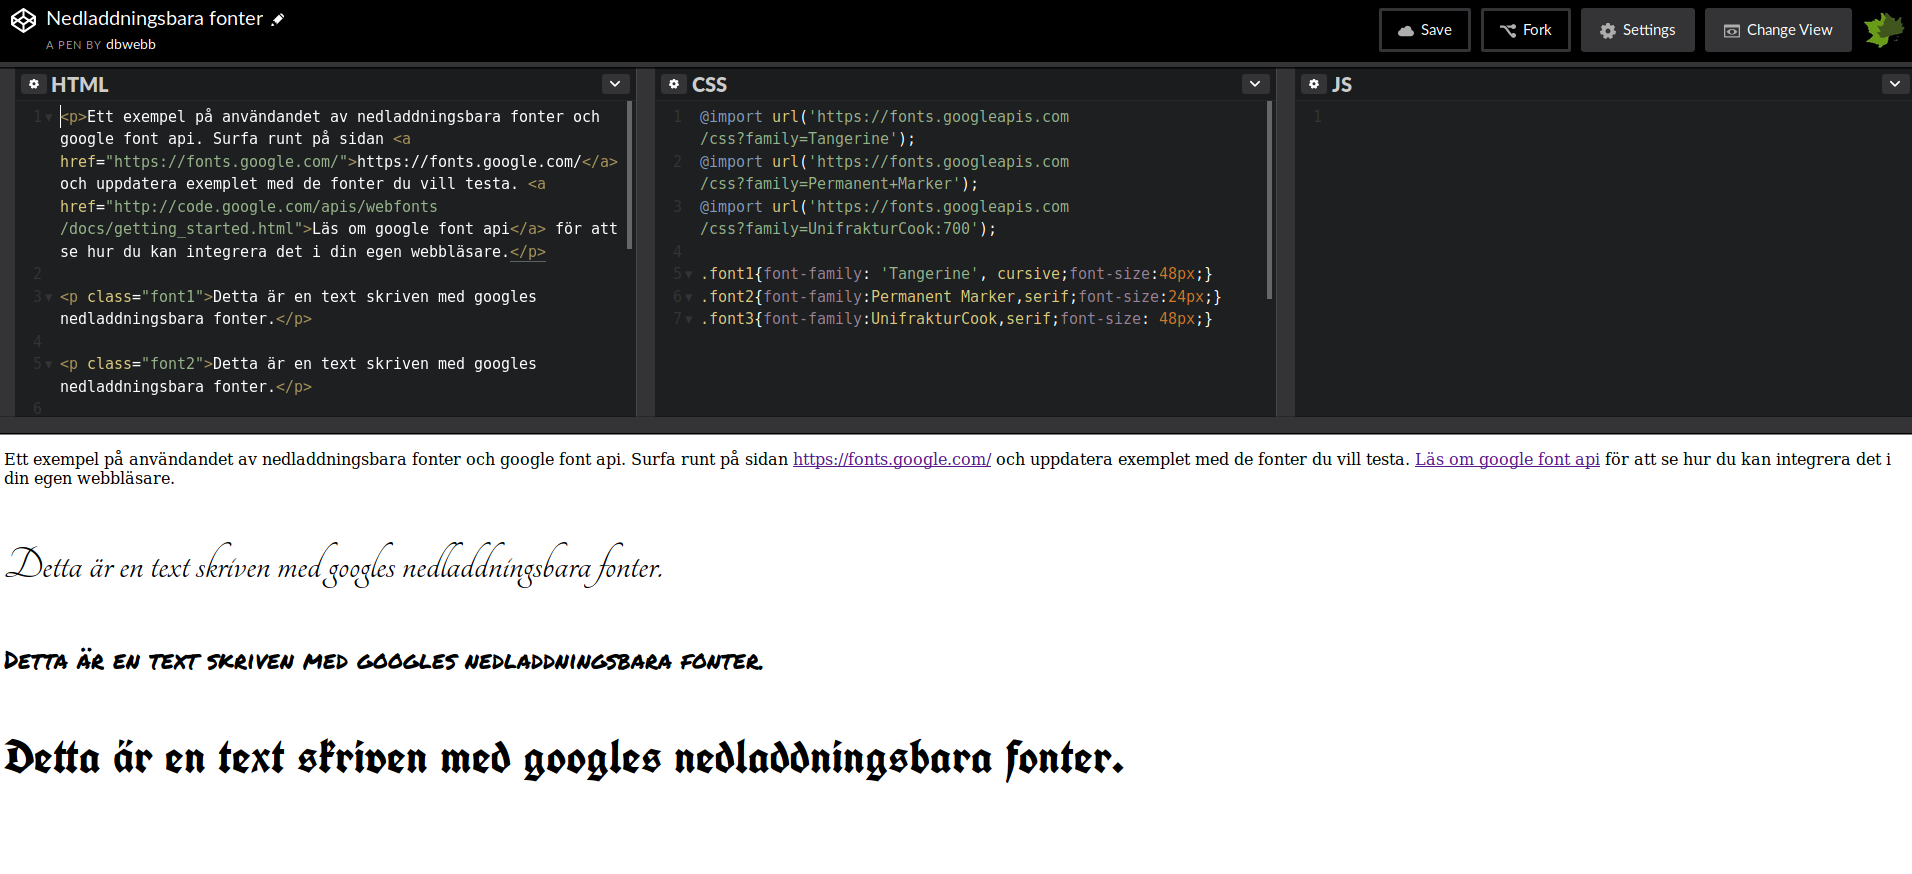 Nedladdningsbara fonter
A PEN BY dbwebb
Save
Fork
Settings
Change View
HTML
1 <p>Ett exempel på användandet av nedladdningsbara fonter och
google font api. Surfa runt på sidan <a
href="https://fonts.google.com/">https://fonts.google.com/</a>
och uppdatera exemplet med de fonter du vill testa. <a
href="http://code.google.com/apis/webfonts
/docs/getting_started.html">Läs om google font api</a> för att
se hur du kan integrera det i din egen webbläsare.</p>
2
3 <p class="font1">Detta är en text skriven med googles
nedladdningsbara fonter.</p>
4
5 <p class="font2">Detta är en text skriven med googles
nedladdningsbara fonter.</p>
6
CSS
1 @import url('https://fonts.googleapis.com
/css?family=Tangerine');
2 @import url('https://fonts.googleapis.com
/css?family=Permanent+Marker');
3 @import url('https://fonts.googleapis.com
/css?family=UnifrakturCook:700');
4
5 .font1{font-family: 'Tangerine', cursive;font-size:48px;}
6 .font2{font-family:Permanent Marker,serif;font-size:24px;}
7 .font3{font-family:UnifrakturCook,serif;font-size: 48px;}
JS
1
Ett exempel på användandet av nedladdningsbara fonter och google font api. Surfa runt på sidan https://fonts.google.com/ och uppdatera exemplet med de fonter du vill testa. Läs om google font api för att se hur du kan integrera det i
din egen webbläsare.
Detta är en text skriven med googles nedladdningsbara fonter.
Detta är en text skriven med googles nedladdningsbara fonter.
Detta är en text skriven med googles nedladdningsbara fonter.